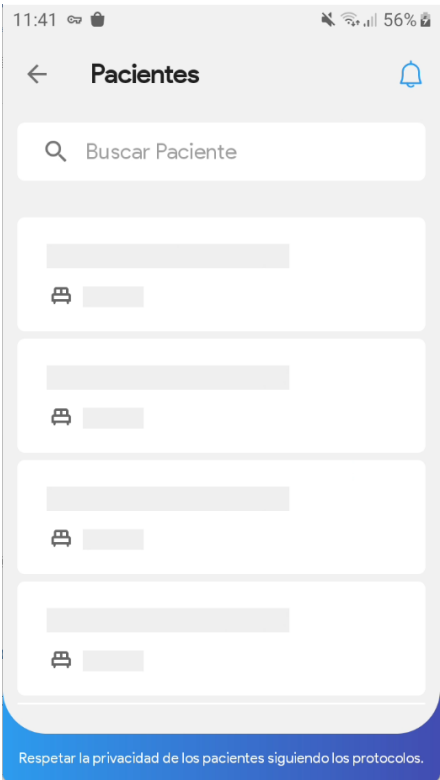 11:41 56%
Pacientes
Buscar Paciente
Respetar la privacidad de los pacientes siguiendo los protocolos.